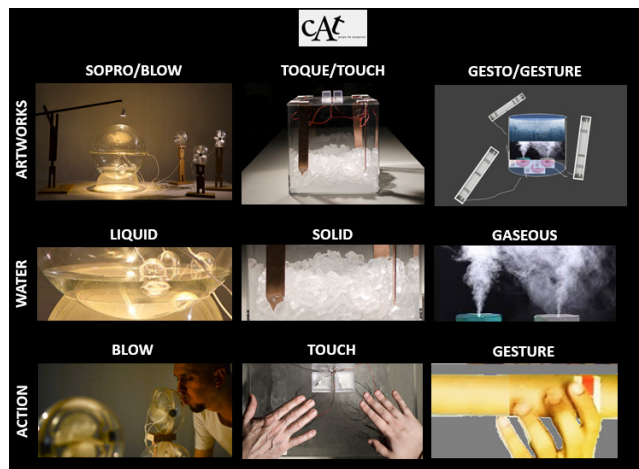 cAt
SOPRO/BLOW
TOQUE/TOUCH
GESTO/GESTURE
ARTWORKS
LIQUID
SOLID
GASEOUS
WATER
BLOW
TOUCH
GESTURE
ACTION